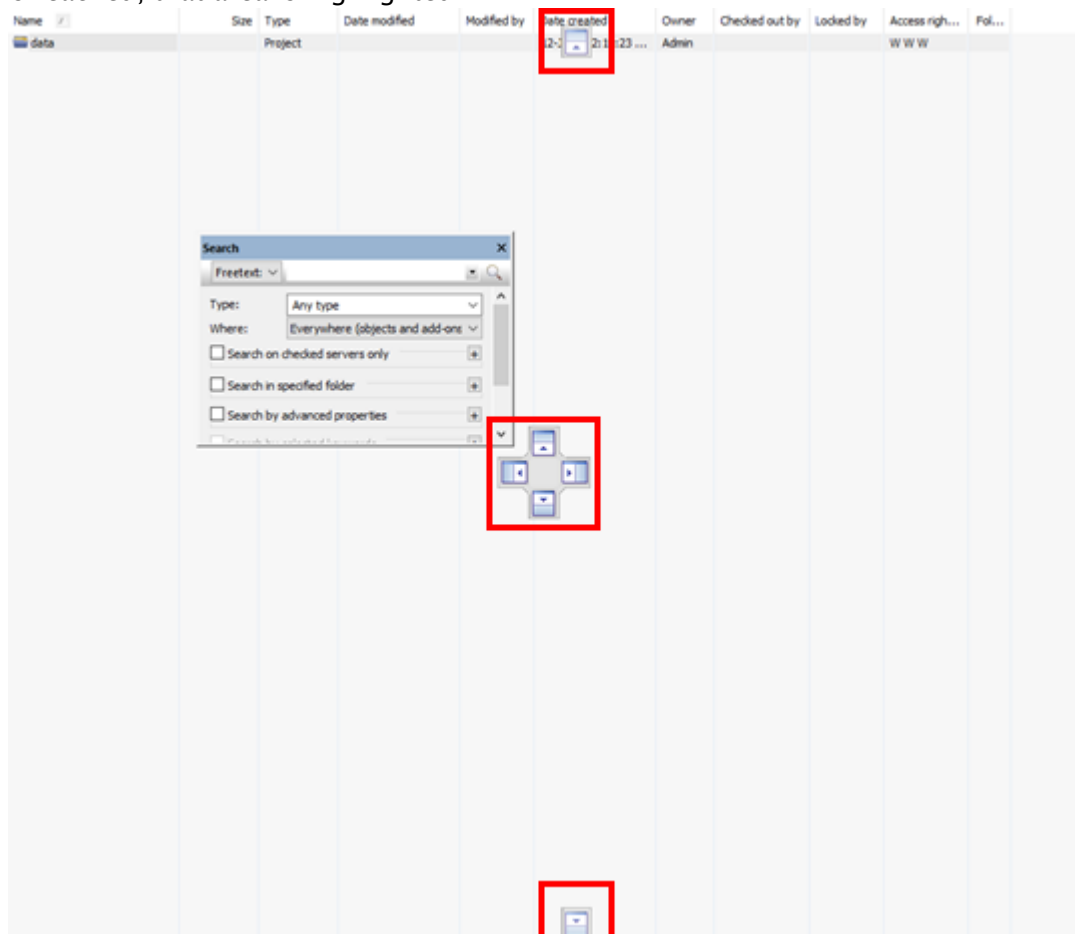 Name Size Type Date modified Modified by Date created Owner Checked out by Locked by Access righ... Fol...
data Project Admin W W W
Search
Freetext:
Type: Any type
Where: Everywhere (objects and add-ons
Search on checked servers only
Search in specified folder
Search by advanced properties